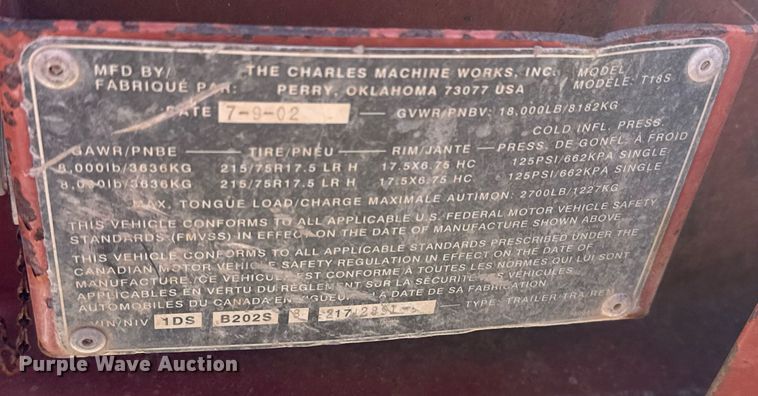 MFD BY/ THE CHARLES MACHINE WORKS, INC. MODEL
FABRIQUÉ PAR: PERRY, OKLAHOMA 73077 USA MODÈLE: T18S
DATE 7-9-02 GVWR/PNBV: 18,000LB/8182KG
COLD INFL. PRESS.
GAWR/PNBE TIRE/PNEU RIM/JANTE PRESS. DE GONFL. À FROID
8,000lb/3636KG 215/75R17.5 LR H 17.5X6.75 HC 125PSI/662KPA SINGLE
8,000lb/3636KG 215/75R17.5 LR H 17.5X6.75 HC 125PSI/662KPA SINGLE
MAX. TONGUE LOAD/CHARGE MAXIMALE AUTIMON: 2700LB/1227KG
THIS VEHICLE CONFORMS TO ALL APPLICABLE U.S. FEDERAL MOTOR VEHICLE SAFETY
STANDARDS (FMVSS) IN EFFECT ON THE DATE OF MANUFACTURE SHOWN ABOVE
THIS VEHICLE CONFORMS TO ALL APPLICABLE STANDARDS PRESCRIBED UNDER THE
CANADIAN MOTOR VEHICLE SAFETY REGULATION IN EFFECT ON THE DATE OF
MANUFACTURE./CE VÉHICULE EST CONFORME À TOUTES LES NORMES QUI LUI SONT
APPLICABLES EN VERTU DU RÈGLEMENT SUR LA SÉCURITÉ DES VÉHICULES
AUTOMOBILES DU CANADA EN VIGUEUR À LA DATE DE SA FABRICATION
VIN/NIV 1DS B202S TYPE: TRAILER-TRA/REM
Purple Wave Auction